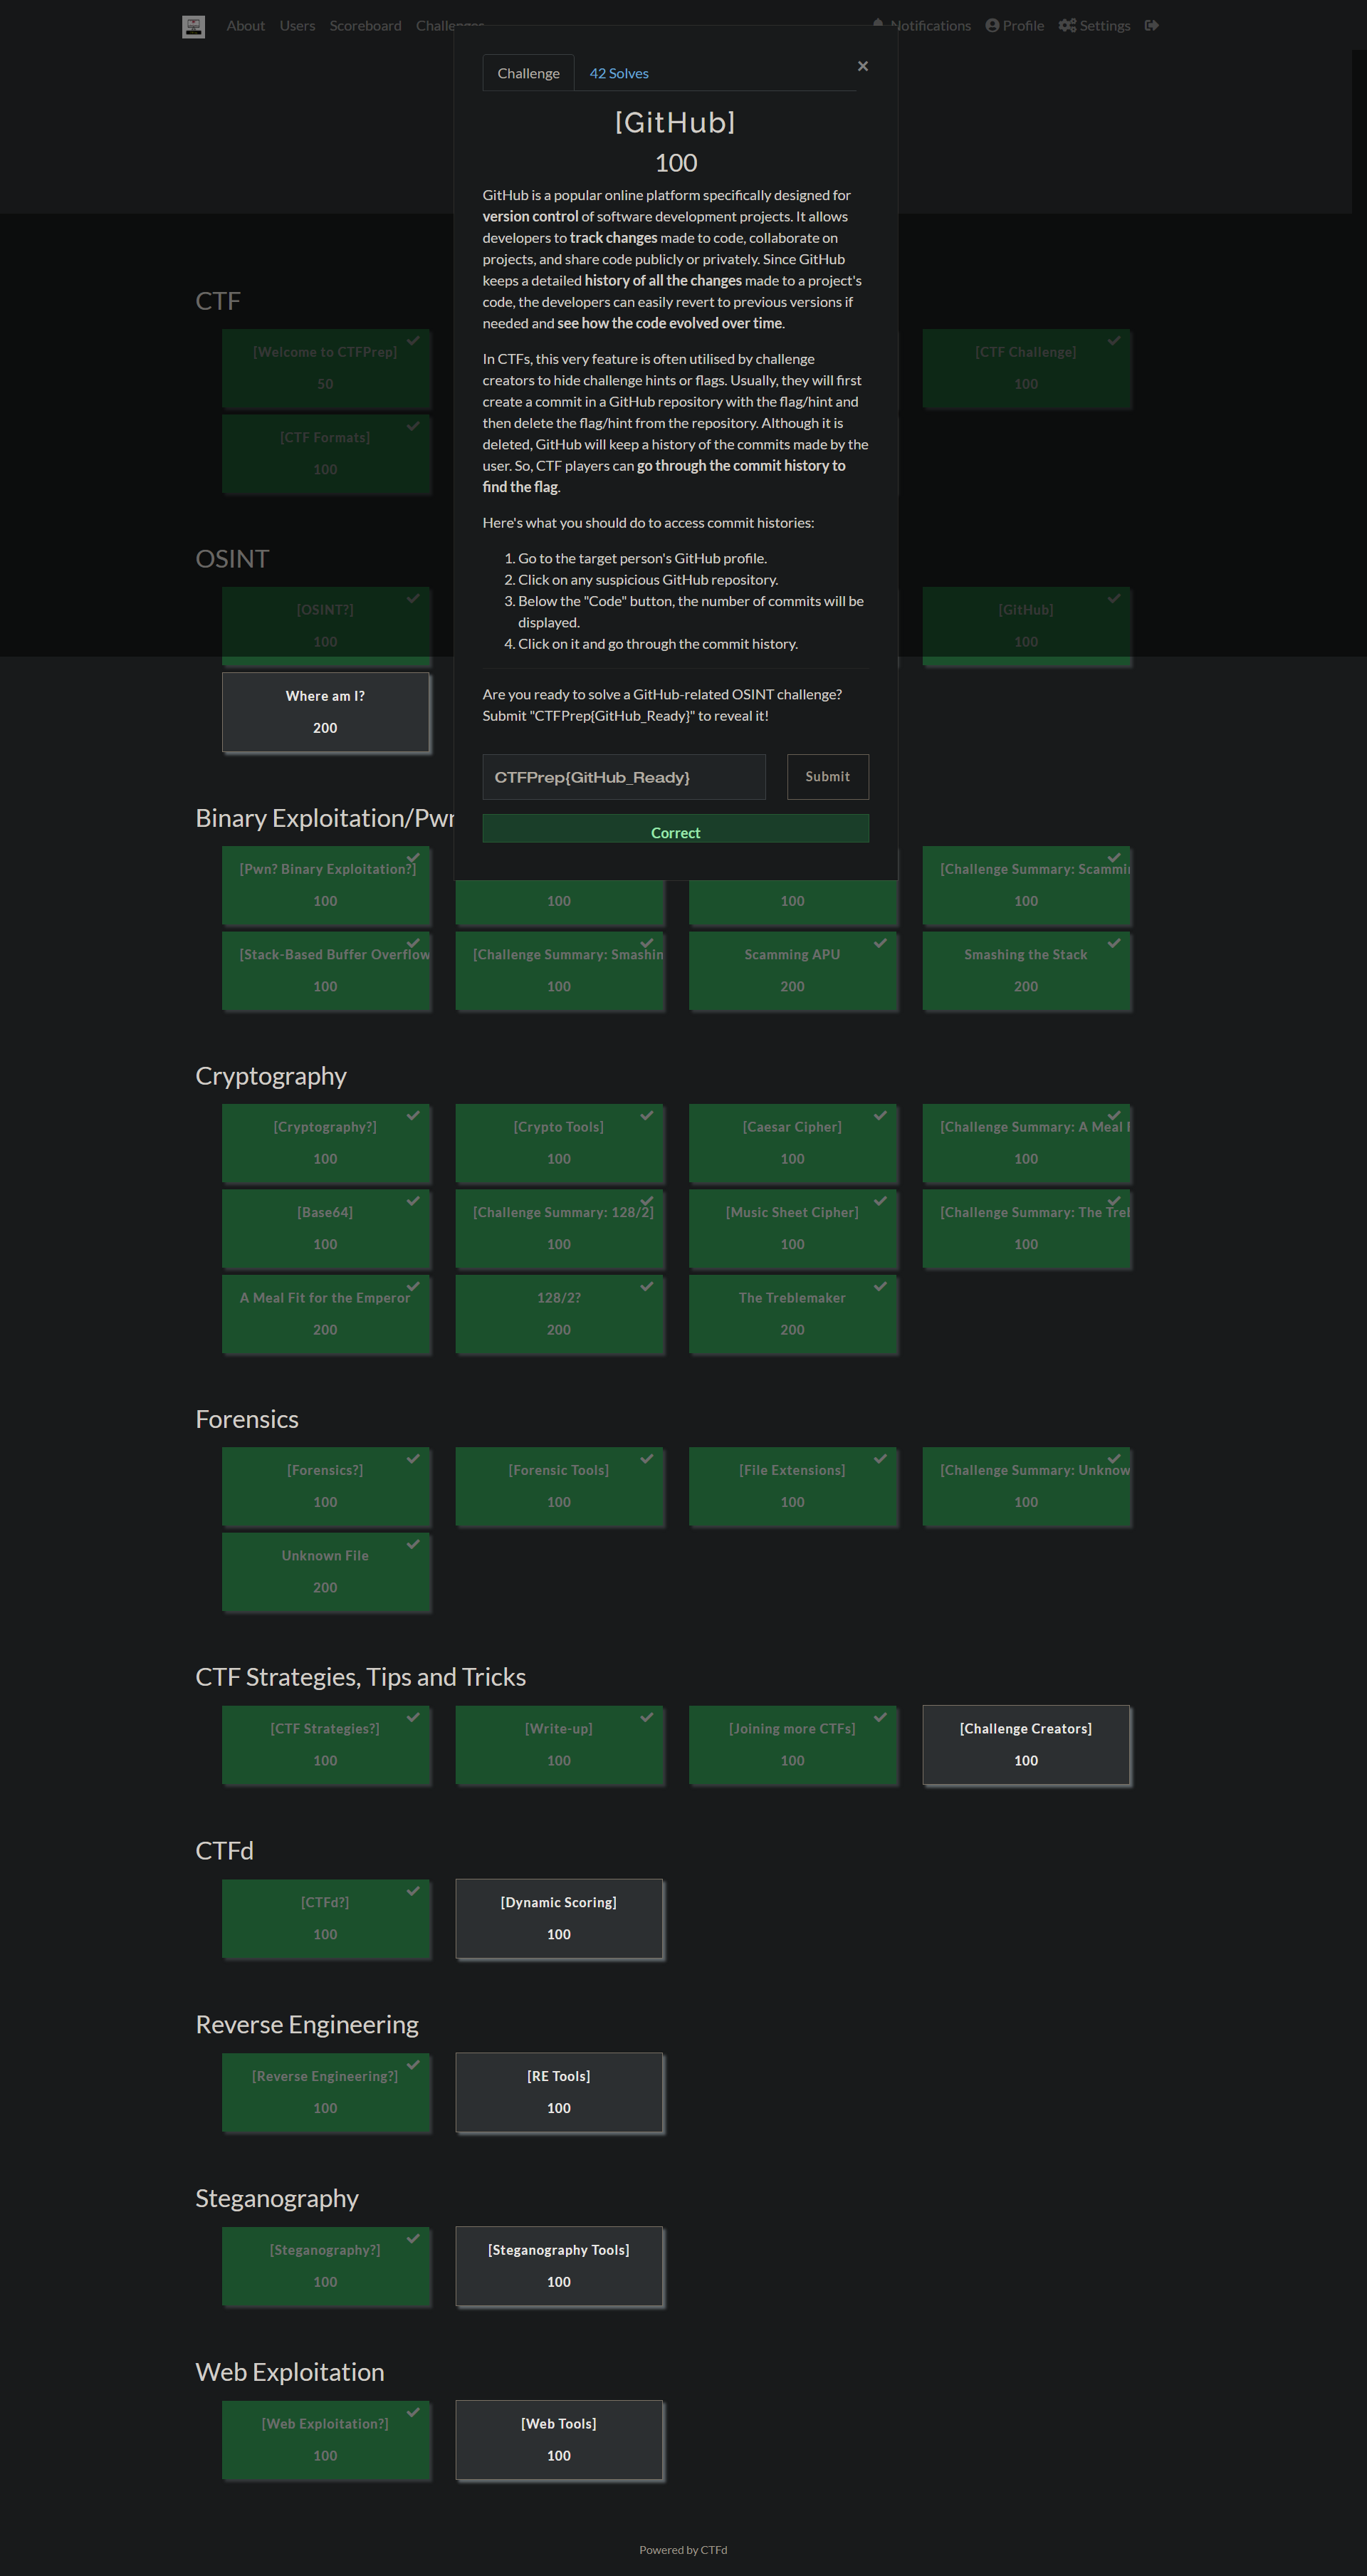 About Users Scoreboard Challenges Notifications Profile Settings
Challenge 42 Solves ×
[GitHub]
100
GitHub is a popular online platform specifically designed for
version control of software development projects. It allows
developers to track changes made to code, collaborate on
projects, and share code publicly or privately. Since GitHub
keeps a detailed history of all the changes made to a project's
code, the developers can easily revert to previous versions if
needed and see how the code evolved over time.
In CTFs, this very feature is often utilised by challenge
creators to hide challenge hints or flags. Usually, they will first
create a commit in a GitHub repository with the flag/hint and
then delete the flag/hint from the repository. Although it is
deleted, GitHub will keep a history of the commits made by the
user. So, CTF players can go through the commit history to
find the flag.
Here's what you should do to access commit histories:
1. Go to the target person's GitHub profile.
2. Click on any suspicious GitHub repository.
3. Below the "Code" button, the number of commits will be
displayed.
4. Click on it and go through the commit history.
Are you ready to solve a GitHub-related OSINT challenge?
Submit "CTFPrep{GitHub_Ready}" to reveal it!
CTFPrep{GitHub_Ready} Submit
Correct
CTF
[Welcome to CTFPrep] [CTF Challenge]
50 100
[CTF Formats]
100
OSINT
[OSINT?] [GitHub]
100 100
Where am I?
200
Binary Exploitation/Pwn
[Pwn? Binary Exploitation?] [Challenge Summary: Scammi
100 100 100 100
[Stack-Based Buffer Overflow [Challenge Summary: Smashin Scamming APU Smashing the Stack
100 100 200 200
Cryptography
[Cryptography?] [Crypto Tools] [Caesar Cipher] [Challenge Summary: A Meal
100 100 100 100
[Base64] [Challenge Summary: 128/2] [Music Sheet Cipher] [Challenge Summary: The Tre
100 100 100 100
A Meal Fit for the Emperor 128/2? The Treblemaker
200 200 200
Forensics
[Forensics?] [Forensic Tools] [File Extensions] [Challenge Summary: Unknow
100 100 100 100
Unknown File
200
CTF Strategies, Tips and Tricks
[CTF Strategies?] [Write-up] [Joining more CTFs] [Challenge Creators]
100 100 100 100
CTFd
[CTFd?] [Dynamic Scoring]
100 100
Reverse Engineering
[Reverse Engineering?] [RE Tools]
100 100
Steganography
[Steganography?] [Steganography Tools]
100 100
Web Exploitation
[Web Exploitation?] [Web Tools]
100 100
Powered by CTFd